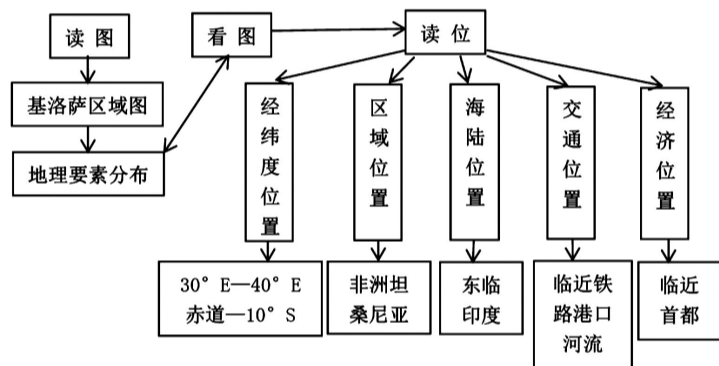 读 图
看 图
读 位
基洛萨区域图
地理要素分布
经纬度位置
区域位置
海陆位置
交通位置
经济位置
30° E—40° E
赤道—10° S
非洲坦
桑尼亚
东临
印度
临近铁
路港口
河流
临近
首都